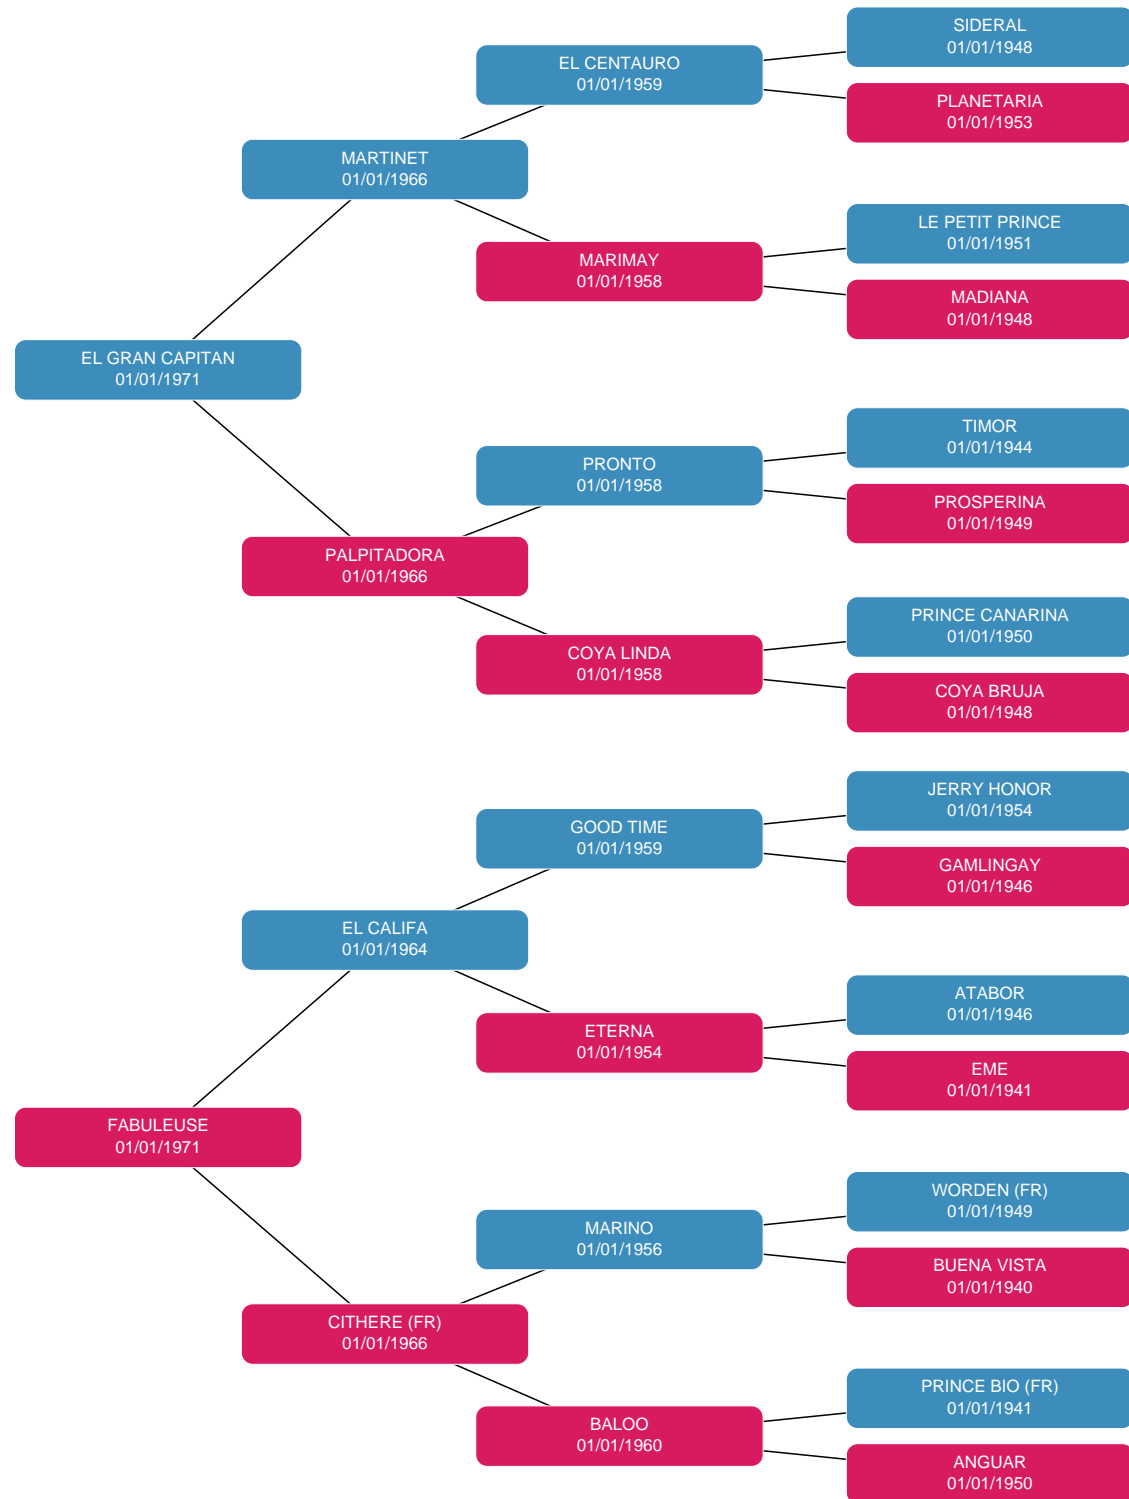 SIDERAL
01/01/1948
EL CENTAURO
01/01/1959
PLANETARIA
01/01/1953
MARTINET
01/01/1966
LE PETIT PRINCE
01/01/1951
MARIMAY
01/01/1958
MADIANA
01/01/1948
EL GRAN CAPITAN
01/01/1971
TIMOR
01/01/1944
PRONTO
01/01/1958
PROSPERINA
01/01/1949
PALPITADORA
01/01/1966
PRINCE CANARINA
01/01/1950
COYA LINDA
01/01/1958
COYA BRUJA
01/01/1948
JERRY HONOR
01/01/1954
GOOD TIME
01/01/1959
GAMLINGAY
01/01/1946
EL CALIFA
01/01/1964
ATABOR
01/01/1946
ETERNA
01/01/1954
EME
01/01/1941
FABULEUSE
01/01/1971
WORDEN (FR)
01/01/1949
MARINO
01/01/1956
BUENA VISTA
01/01/1940
CITHERE (FR)
01/01/1966
PRINCE BIO (FR)
01/01/1941
BALOO
01/01/1960
ANGUAR
01/01/1950